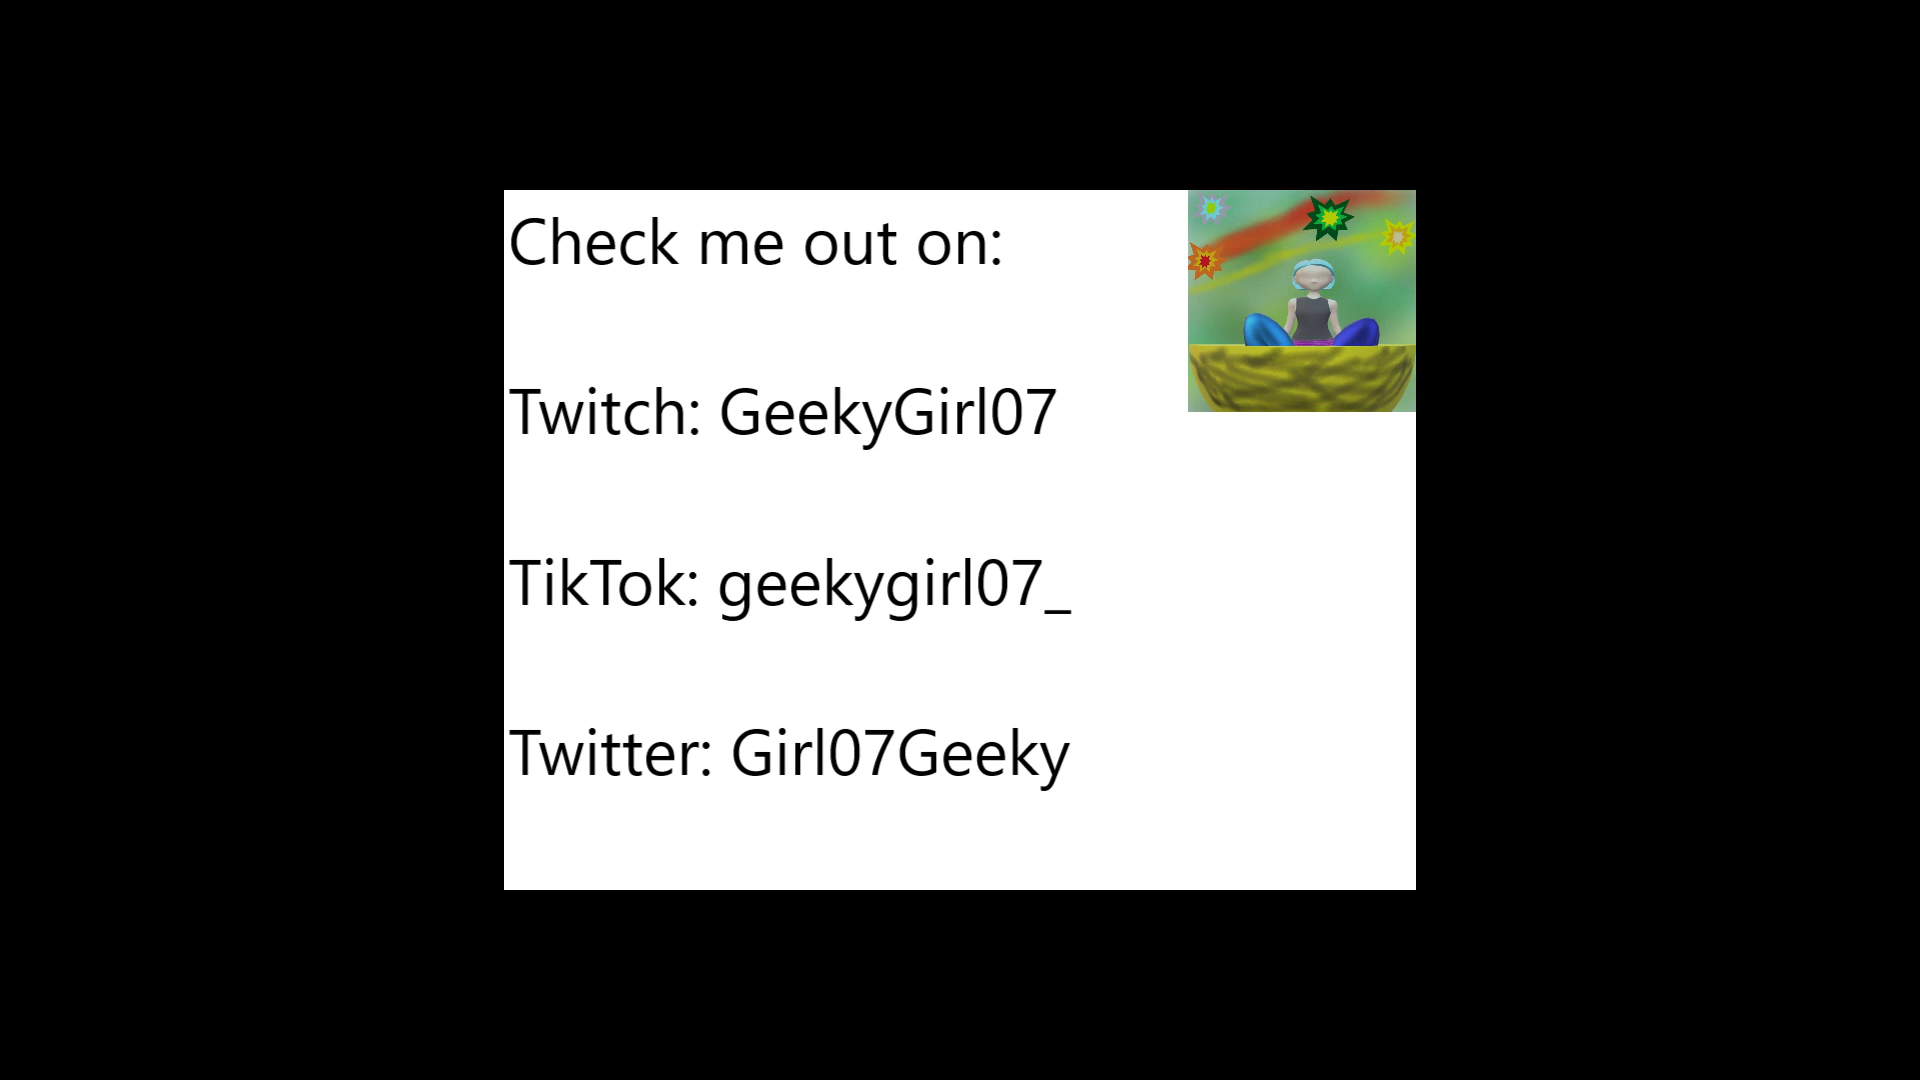 Check me out on:
Twitch: GeekyGirl07
TikTok: geekygirl07_
Twitter: Girl07Geeky